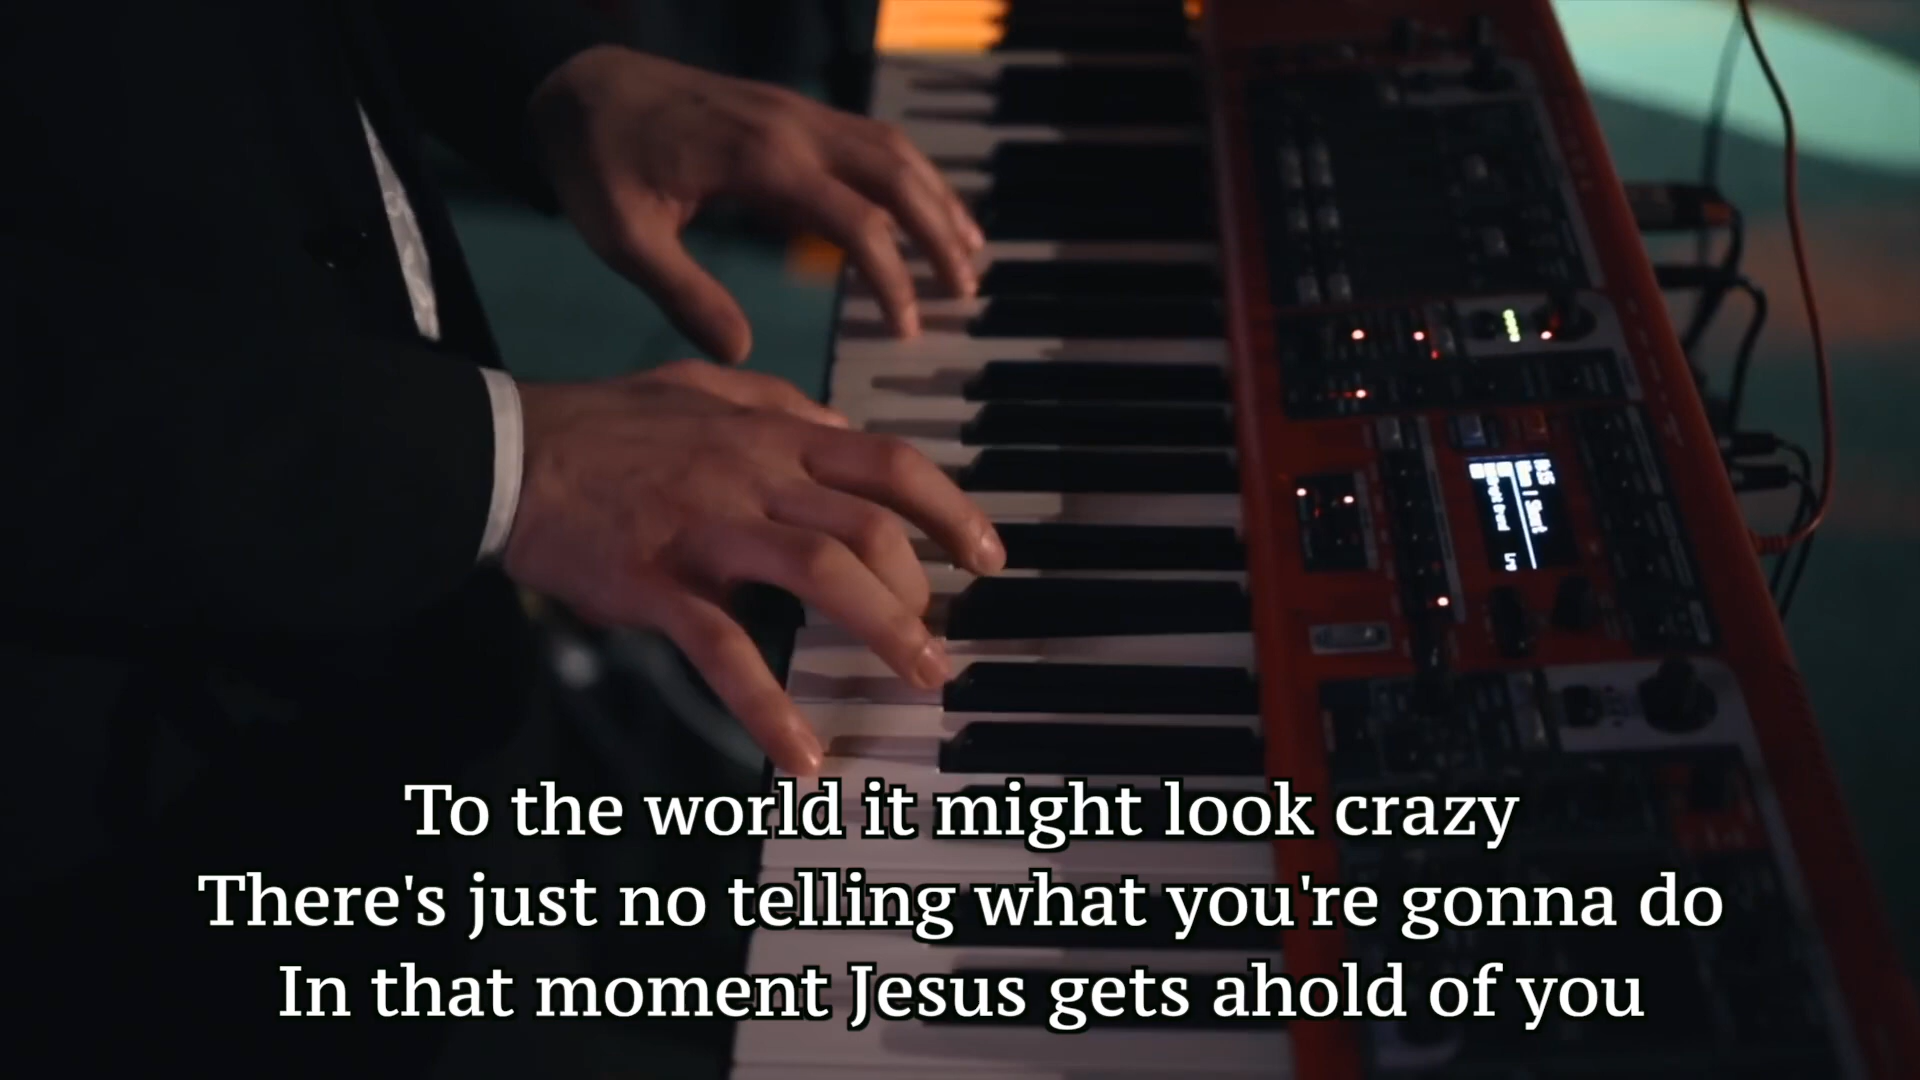 To the world it might look crazy
There's just no telling what you're gonna do
In that moment Jesus gets ahold of you